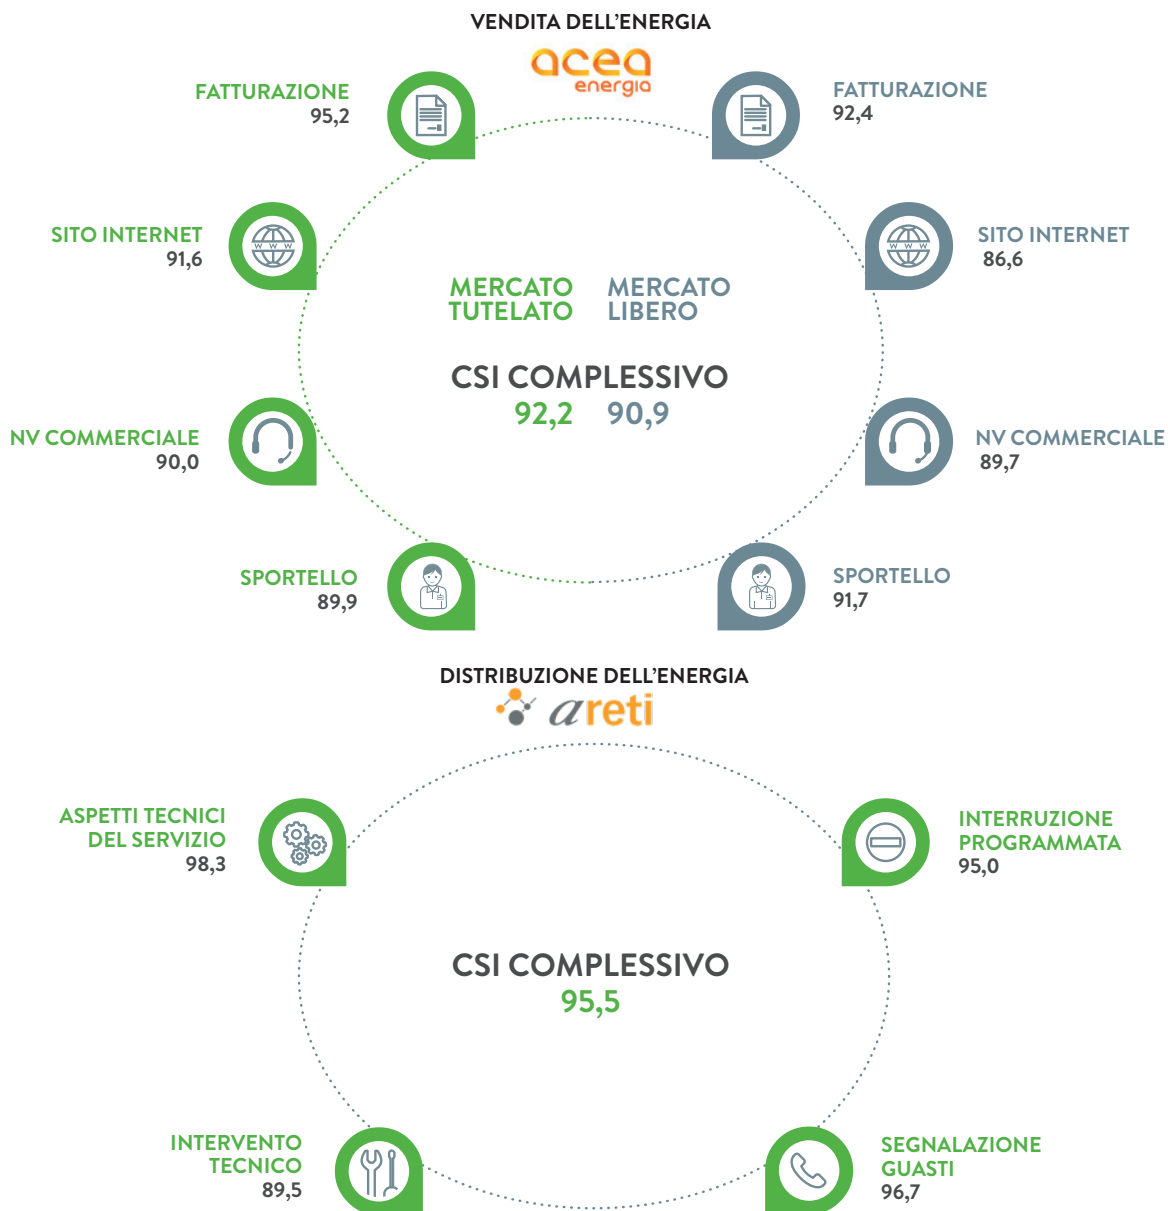 VENDITA DELL'ENERGIA
acea
energia
FATTURAZIONE
95,2
FATTURAZIONE
92,4
SITO INTERNET
91,6
WWW
WWW
SITO INTERNET
86,6
MERCATO
TUTELATO
MERCATO
LIBERO
CSI COMPLESSIVO
92,2 90,9
NV COMMERCIALE
90,0
NV COMMERCIALE
89,7
SPORTELLO
89,9
SPORTELLO
91,7
DISTRIBUZIONE DELL'ENERGIA
areti
ASPETTI TECNICI
DEL SERVIZIO
98,3
INTERRUZIONE
PROGRAMMATA
95,0
CSI COMPLESSIVO
95,5
INTERVENTO
TECNICO
89,5
SEGNALAZIONE
GUASTI
96,7